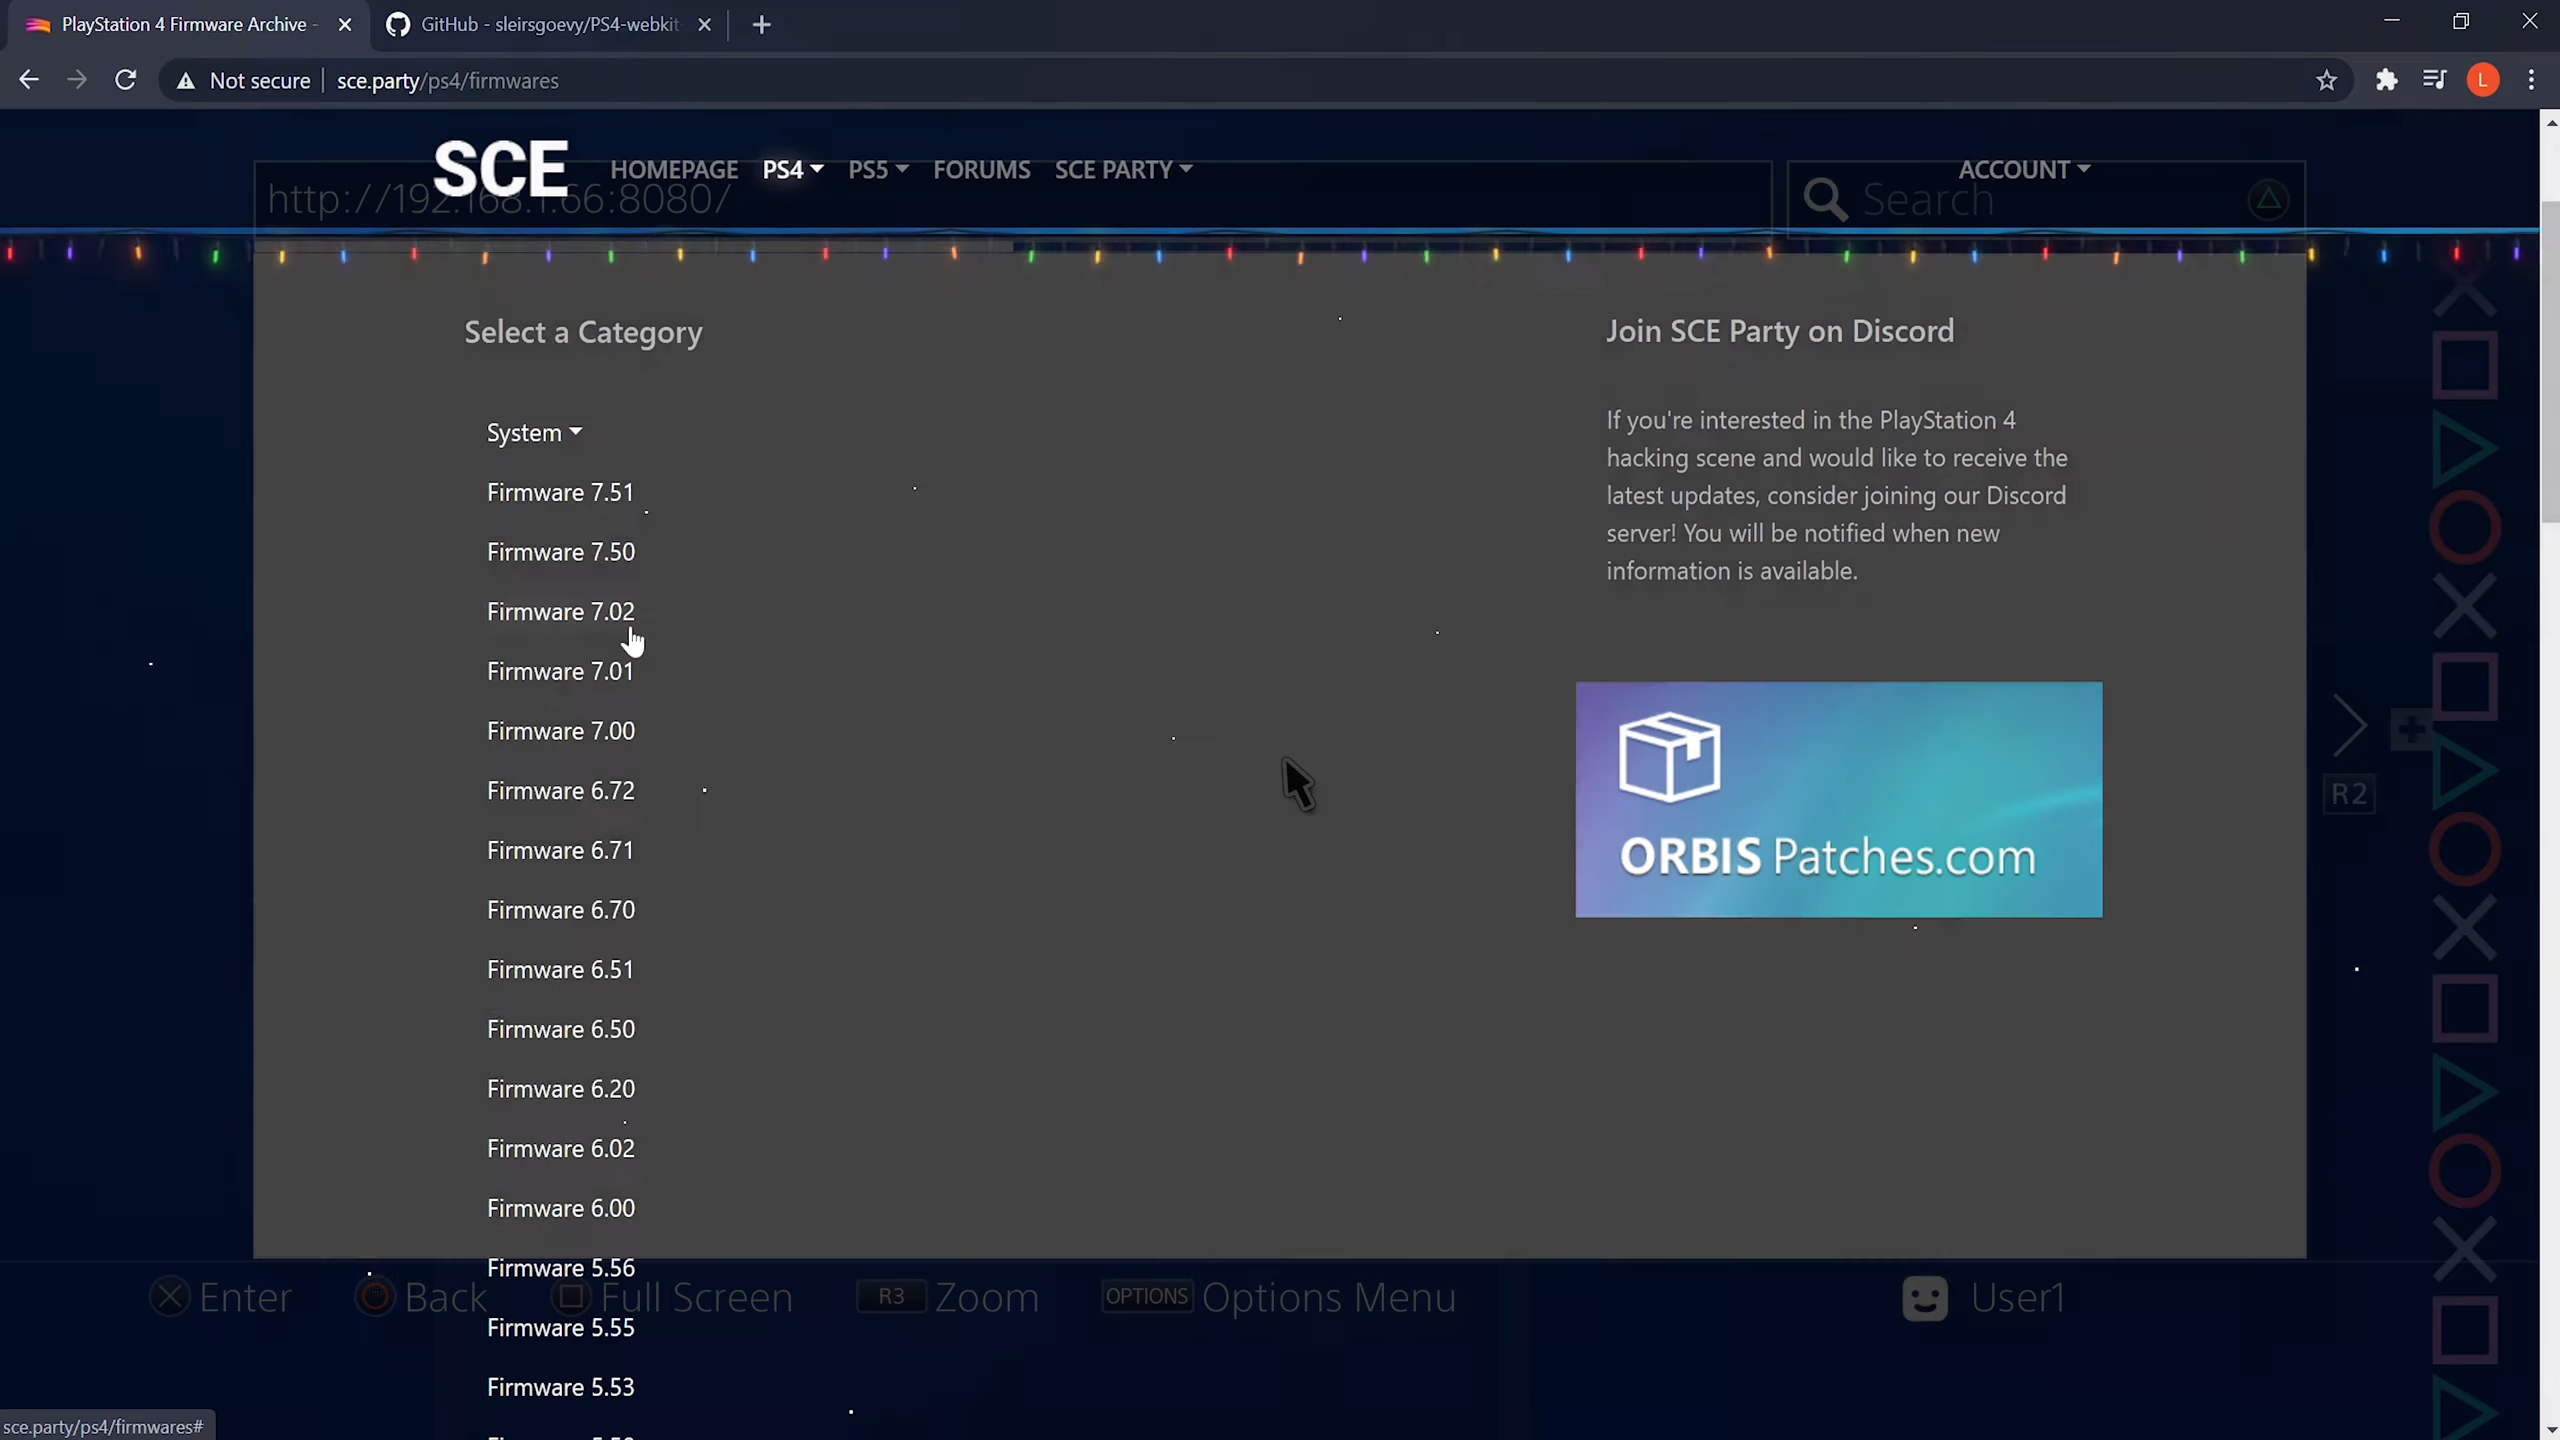 PlayStation 4 Firmware Archive -
GitHub - sleirsgoevy/PS4-webkit
Not secure
sce.party/ps4/firmwares
L
SCE
HOMEPAGE
PS4
PS5
FORUMS
SCE PARTY
ACCOUNT
http://192.168.1.66:8080/
Search
Select a Category
System
Firmware 7.51
Firmware 7.50
Firmware 7.02
Firmware 7.01
Firmware 7.00
Firmware 6.72
Firmware 6.71
Firmware 6.70
Firmware 6.51
Firmware 6.50
Firmware 6.20
Firmware 6.02
Firmware 6.00
Firmware 5.56
Firmware 5.55
Firmware 5.53
Join SCE Party on Discord
If you're interested in the PlayStation 4
hacking scene and would like to receive the
latest updates, consider joining our Discord
server! You will be notified when new
information is available.
ORBIS Patches.com
R2
Enter
Back
Full Screen
R3 Zoom
OPTIONS Options Menu
User1
sce.party/ps4/firmwares#